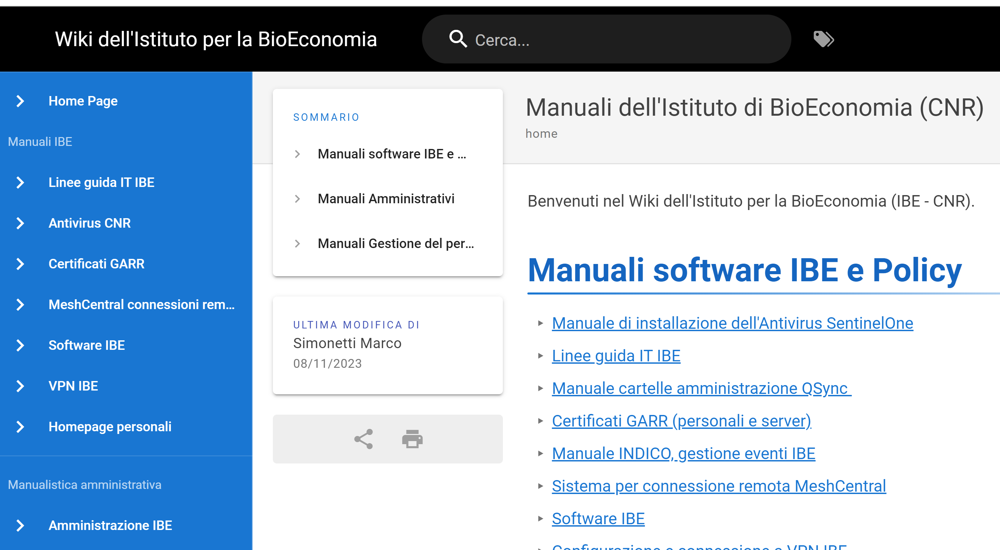 Wiki dell'Istituto per la BioEconomia
Cerca...
Home Page
Manuali IBE
Linee guida IT IBE
Antivirus CNR
Certificati GARR
MeshCentral connessioni rem...
Software IBE
VPN IBE
Homepage personali
Manualistica amministrativa
Amministrazione IBE
SOMMARIO
Manuali software IBE e ...
Manuali Amministrativi
Manuali Gestione del per...
ULTIMA MODIFICA DI
Simonetti Marco
08/11/2023
Manuali dell'Istituto di BioEconomia (CNR)
home
Benvenuti nel Wiki dell'Istituto per la BioEconomia (IBE - CNR).
Manuali software IBE e Policy
Manuale di installazione dell'Antivirus SentinelOne
Linee guida IT IBE
Manuale cartelle amministrazione QSync
Certificati GARR (personali e server)
Manuale INDICO, gestione eventi IBE
Sistema per connessione remota MeshCentral
Software IBE
Configurazione e connessione a VPN IBE